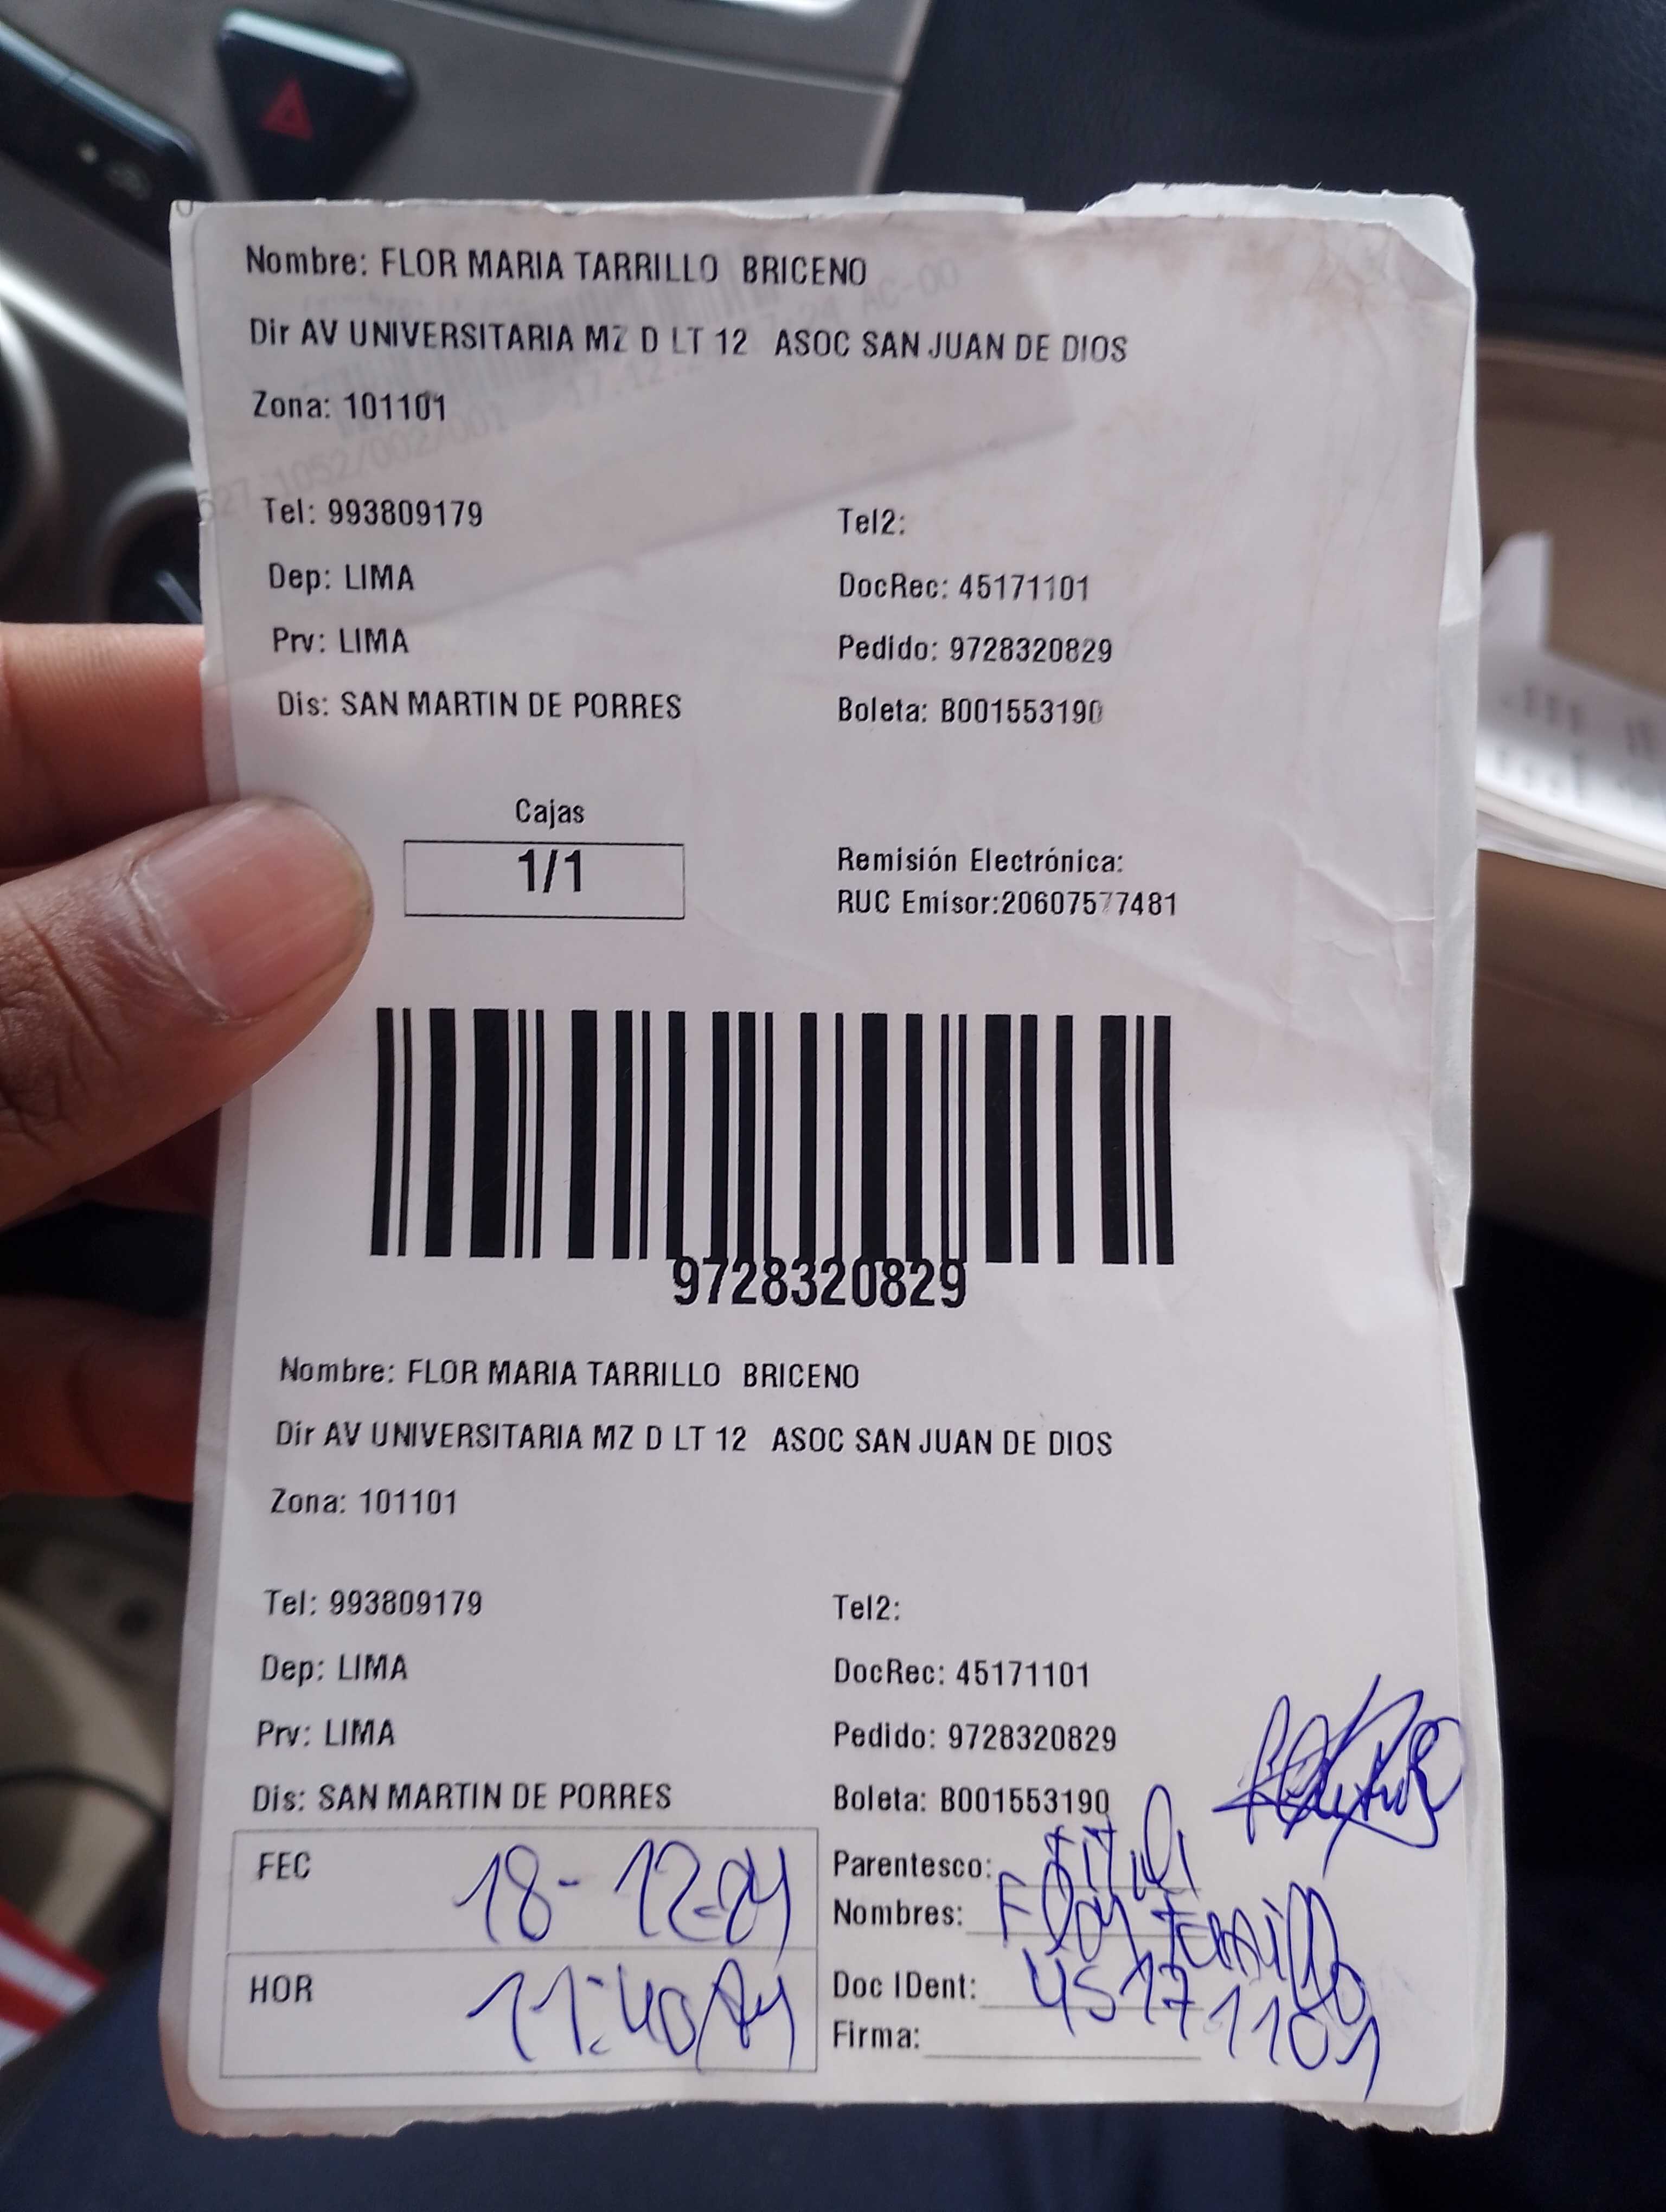 Nombre: FLOR MARIA TARRILLO BRICENO
Dir AV UNIVERSITARIA MZ D LT 12 ASOC SAN JUAN DE DIOS
Zona: 101101
Tel: 993809179
Tel2:
Dep: LIMA
DocRec: 45171101
Prv: LIMA
Pedido: 9728320829
Dis: SAN MARTIN DE PORRES
Boleta: B001553190
Cajas
1/1
Remisión Electrónica:
RUC Emisor:20607577481
9728320829
Nombre: FLOR MARIA TARRILLO BRICENO
Dir AV UNIVERSITARIA MZ D LT 12 ASOC SAN JUAN DE DIOS
Zona: 101101
Tel: 993809179
Tel2:
Dep: LIMA
DocRec: 45171101
Prv: LIMA
Pedido: 9728320829
Dis: SAN MARTIN DE PORRES
Boleta: B001553190
FEC 18-12-24
Parentesco:
Nombres: Flor
HOR 11:40
Doc IDent: 45171101
Firma: